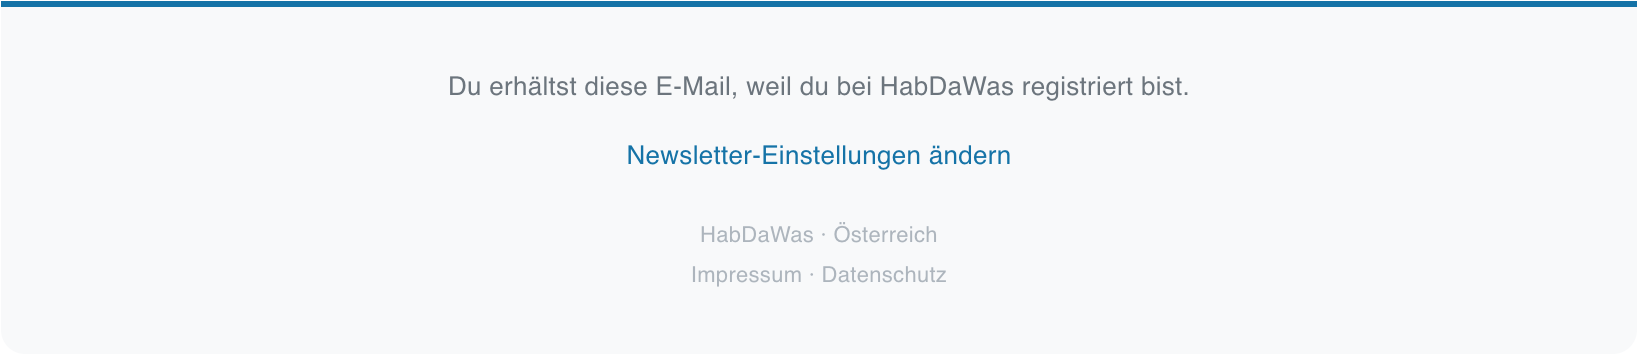 Du erhältst diese E-Mail, weil du bei HabDaWas registriert bist.
Newsletter-Einstellungen ändern
HabDaWas · Österreich
Impressum · Datenschutz